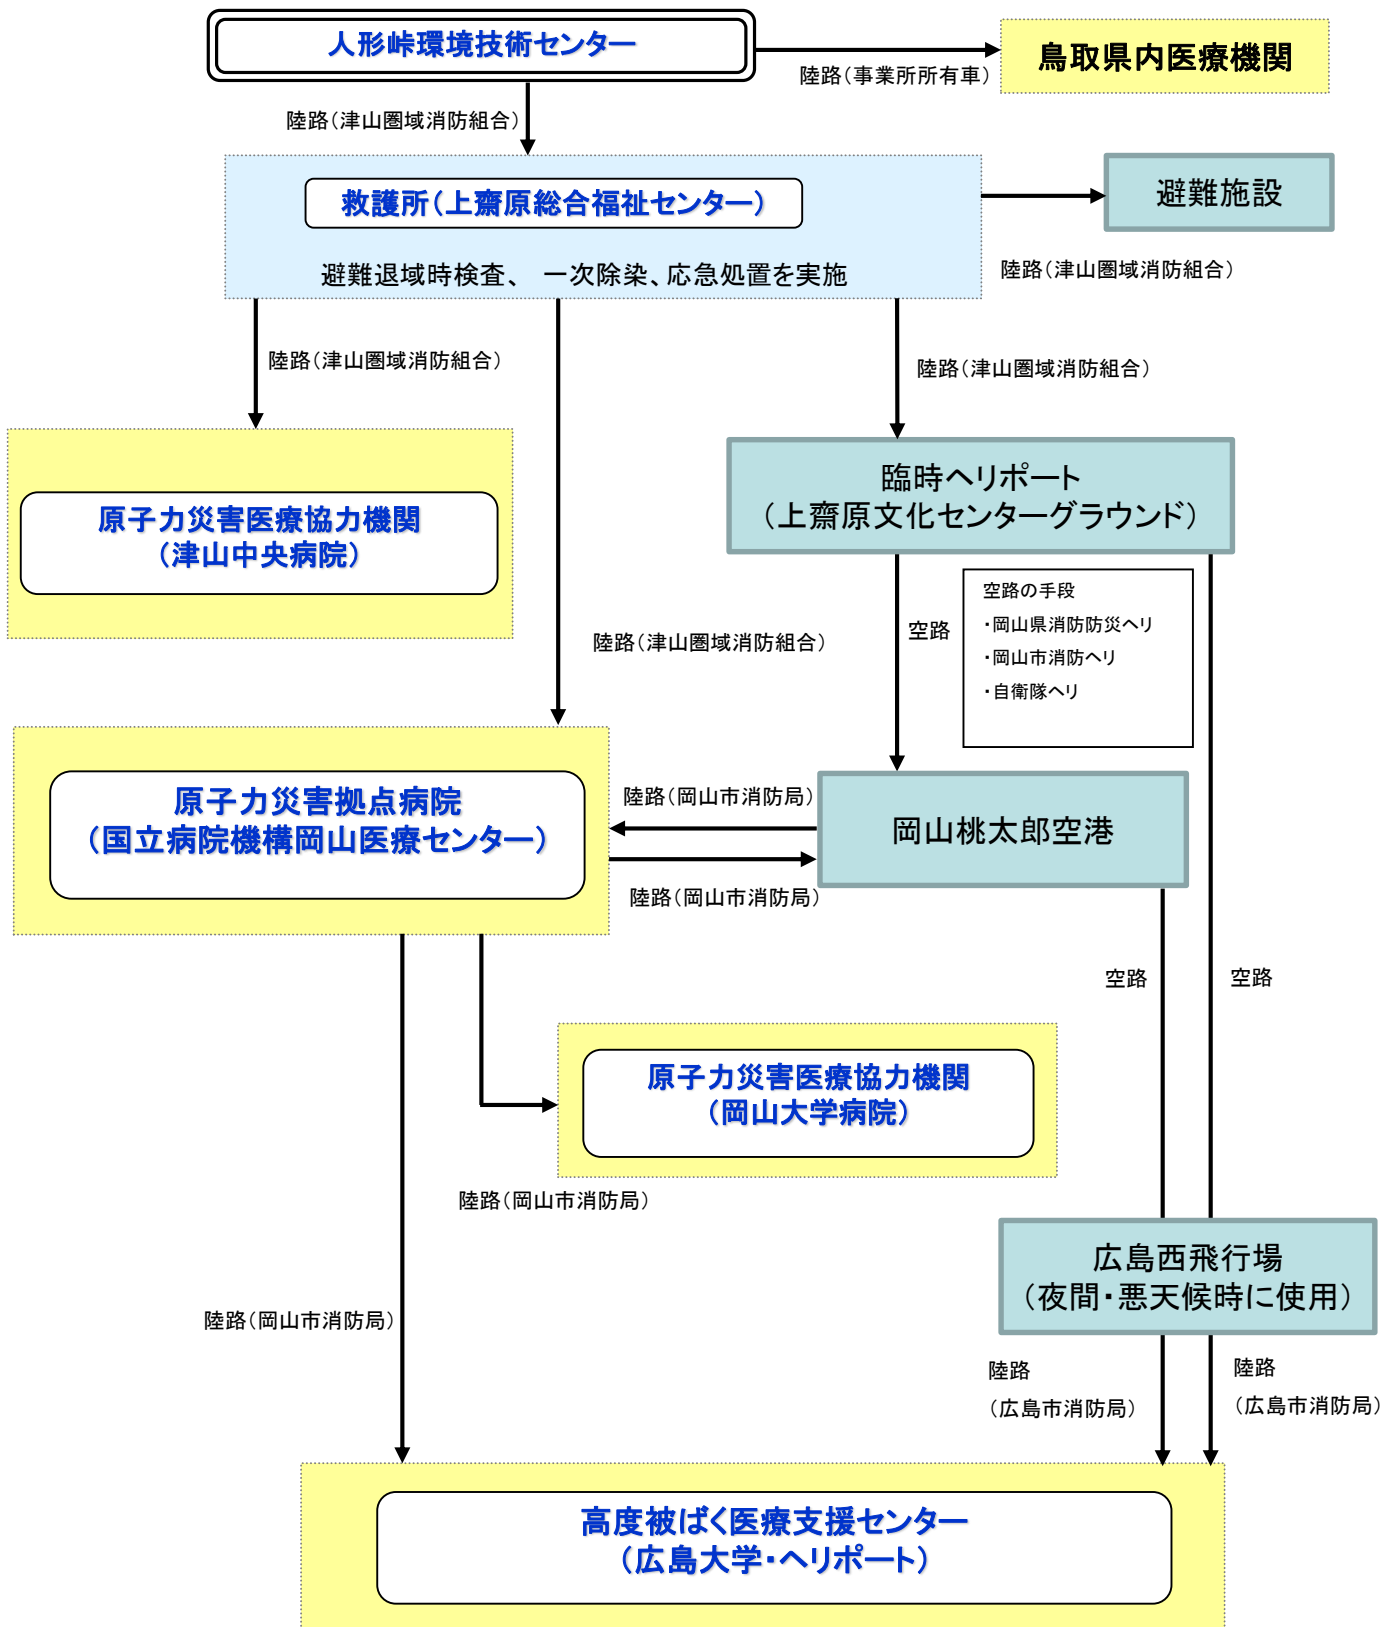 人形峠環境技術センター
鳥取県内医療機関
陸路（事業所所有車）
陸路（津山圏域消防組合）
救護所（上齋原総合福祉センター）
避難施設
避難退域時検査、 一次除染、応急処置を実施
陸路（津山圏域消防組合）
陸路（津山圏域消防組合）
陸路（津山圏域消防組合）
臨時ヘリポート
（上齋原文化センターグラウンド）
原子力災害医療協力機関
（津山中央病院）
空路の手段
・岡山県消防防災ヘリ
・岡山市消防ヘリ
・自衛隊ヘリ
空路
陸路（津山圏域消防組合）
原子力災害拠点病院
（国立病院機構岡山医療センター）
陸路（岡山市消防局）
岡山桃太郎空港
陸路（岡山市消防局）
空路
空路
原子力災害医療協力機関
（岡山大学病院）
陸路（岡山市消防局）
広島西飛行場
（夜間・悪天候時に使用）
陸路（岡山市消防局）
陸路
（広島市消防局）
陸路
（広島市消防局）
高度被ばく医療支援センター
（広島大学・ヘリポート）